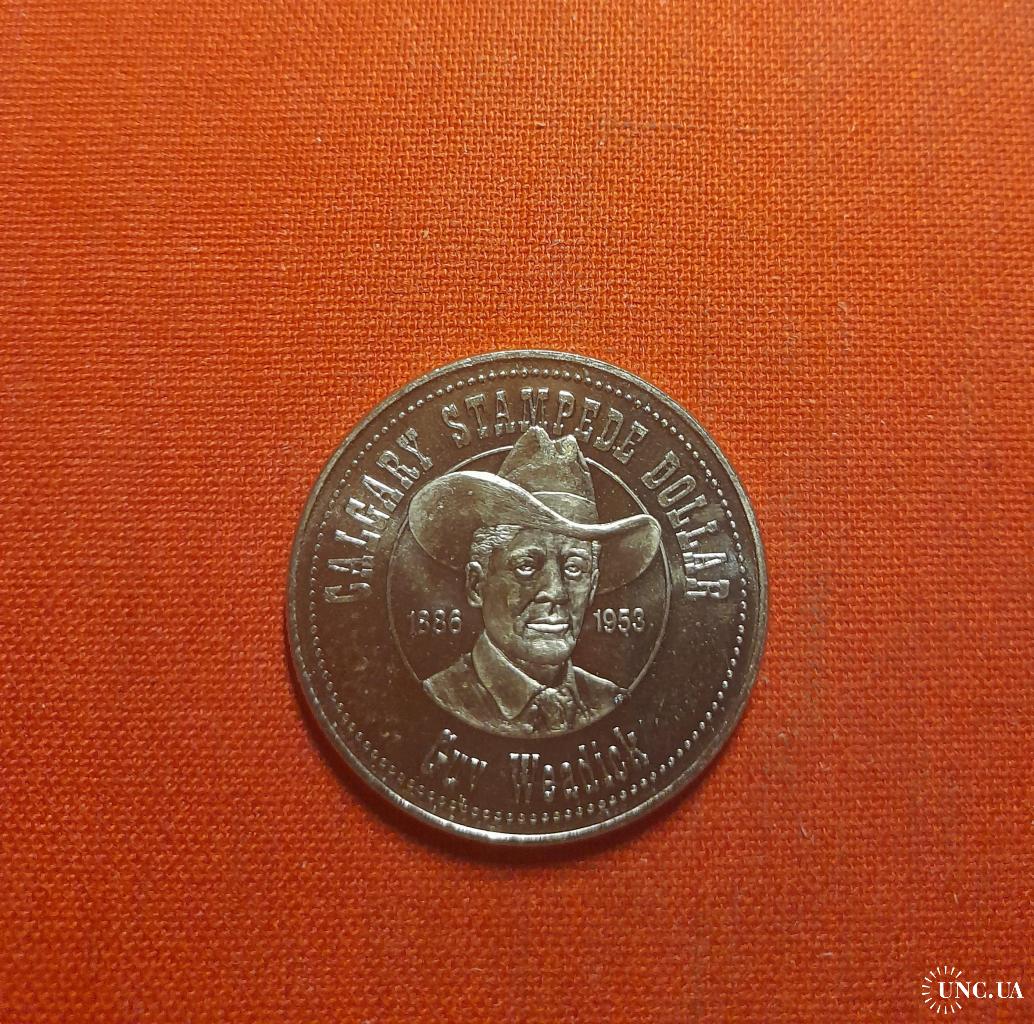 CALGARY STAMPEDE DOLLAR
1886 1953
Guy Weadick
UNC.UA